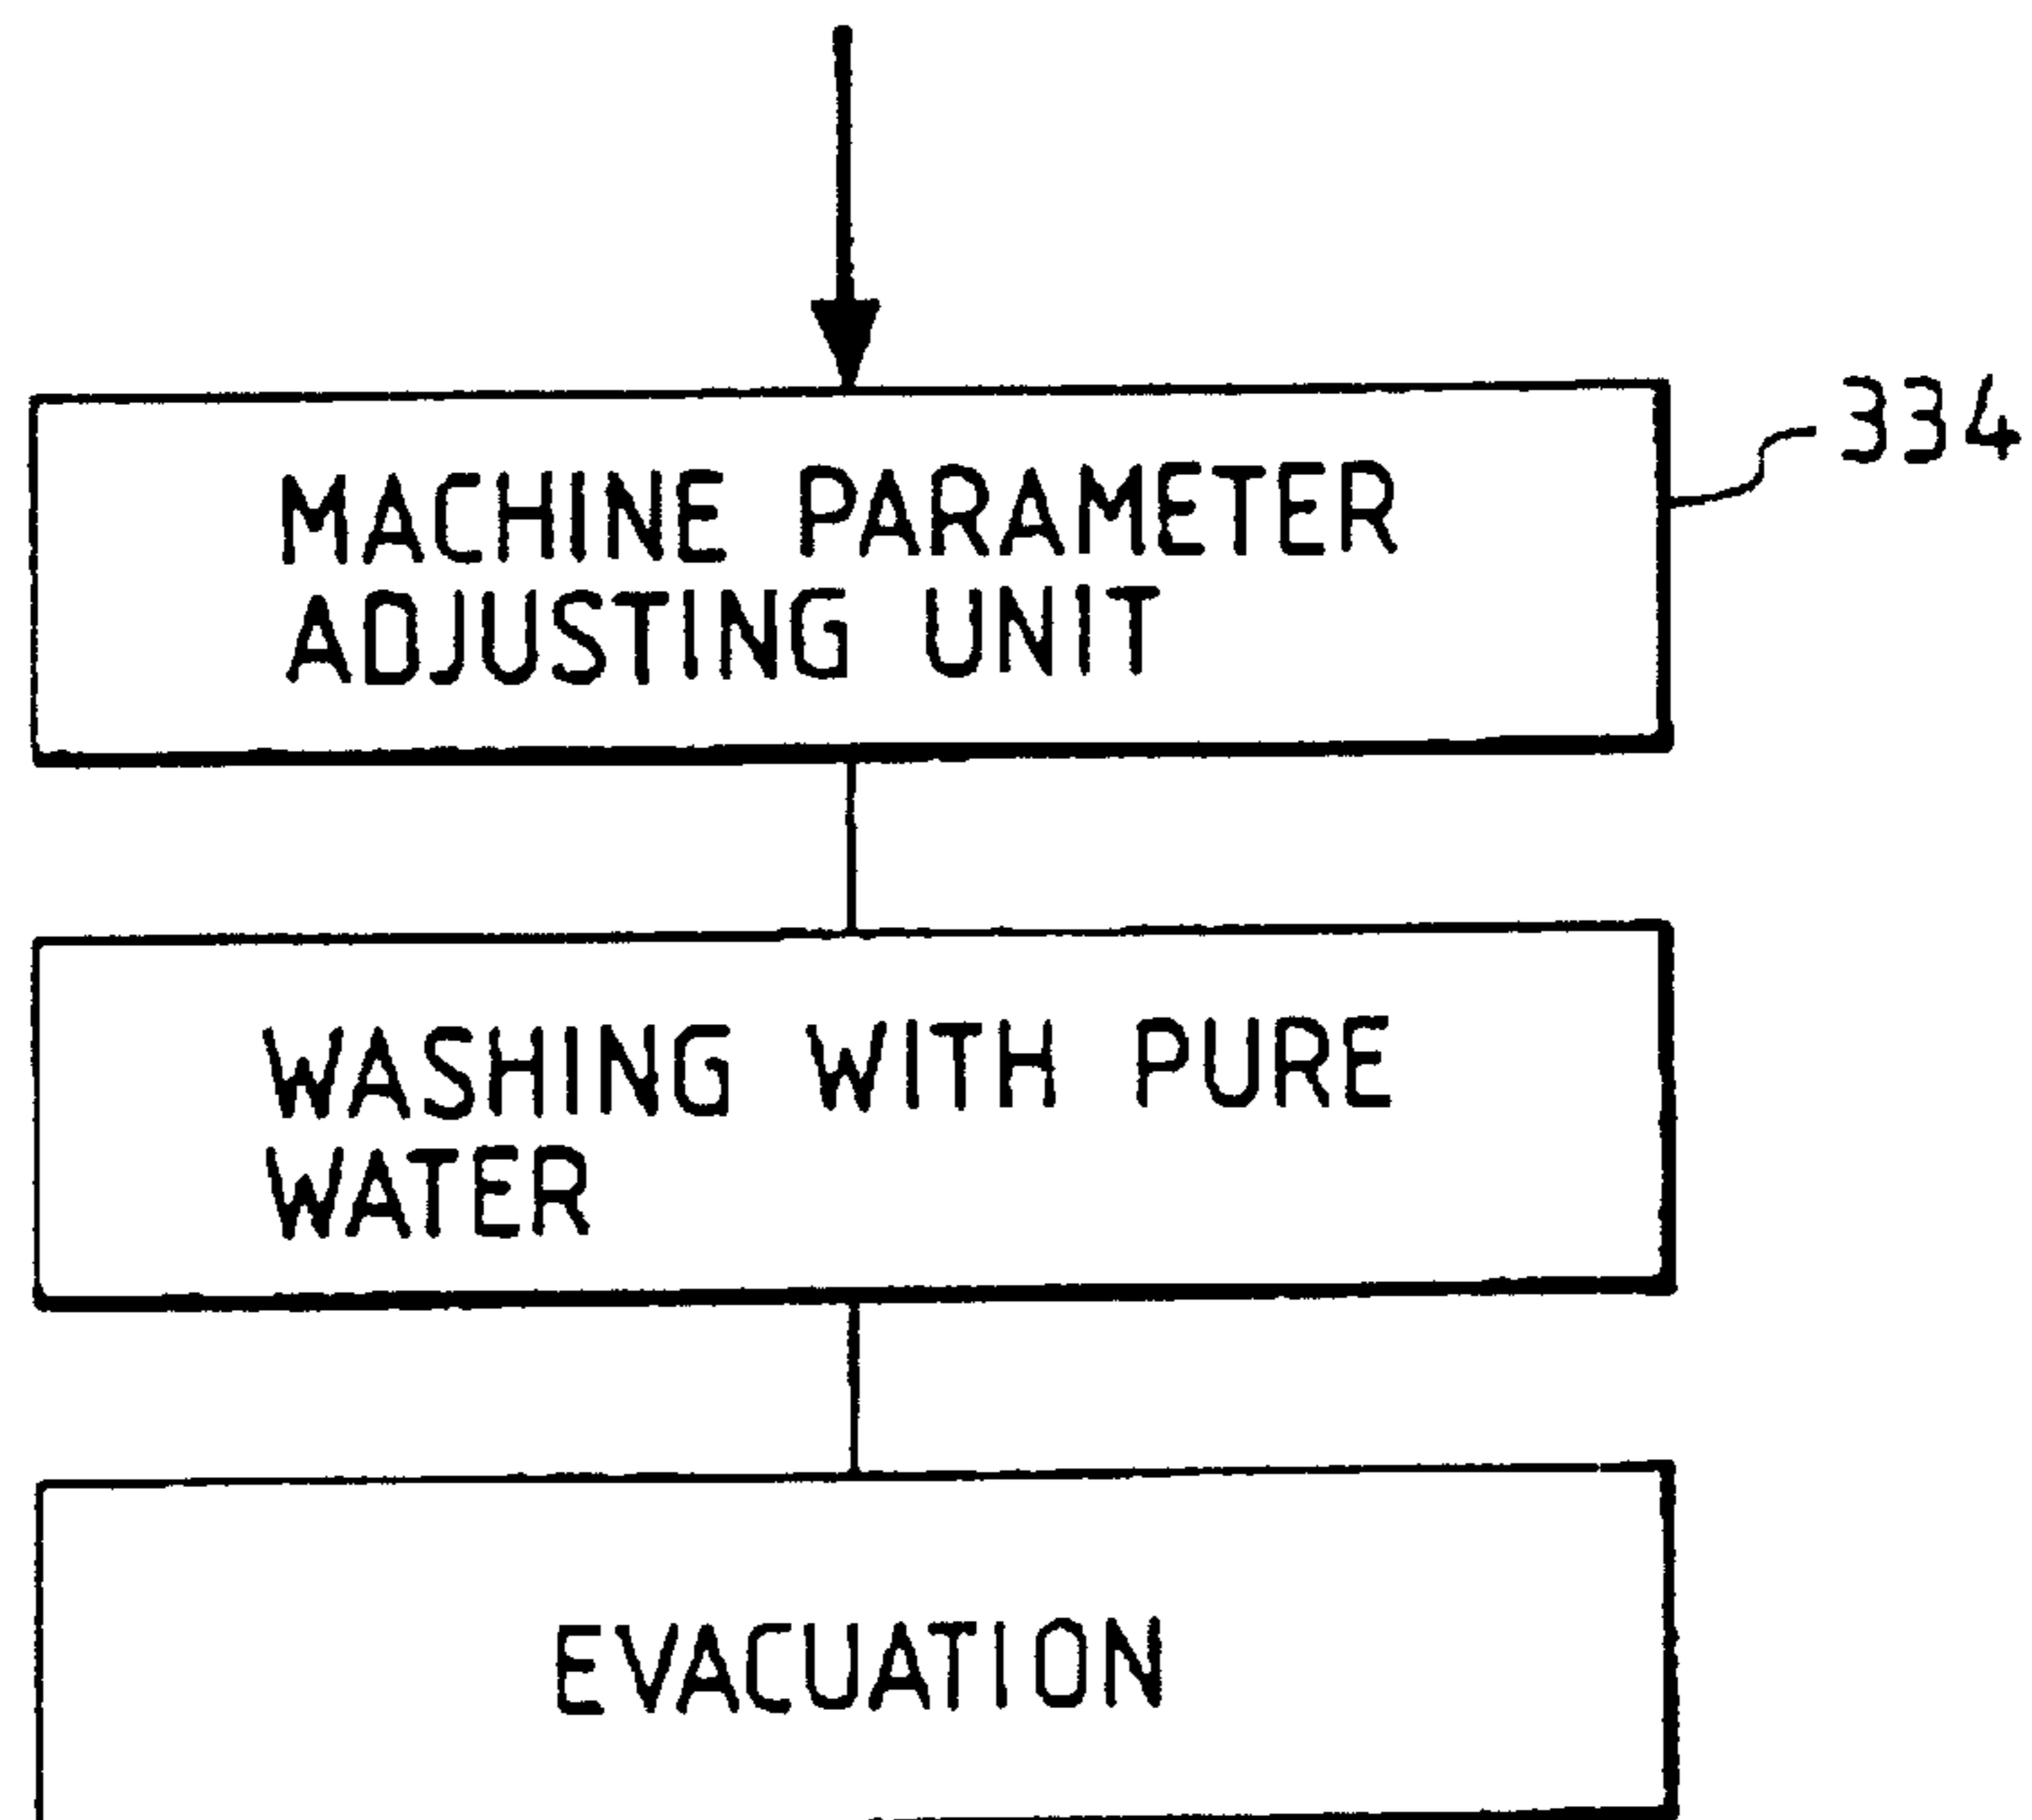 334
MACHINE PARAMETER
ADJUSTING UNIT
WASHING WITH PURE
WATER
EVACUATION